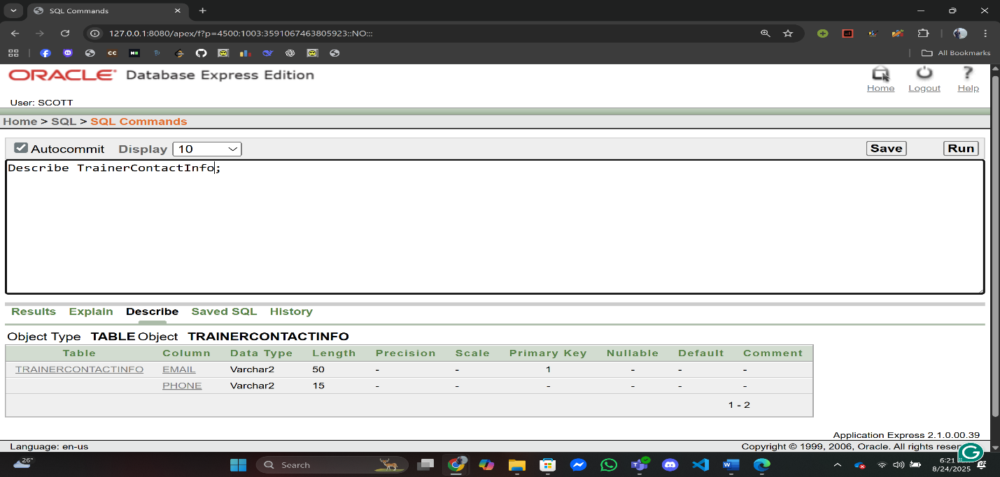 SQL Commands
127.0.0.1:8080/apex/f?p=4500:1003:3591067463805923::NO:::
All Bookmarks
ORACLE Database Express Edition
Home Logout Help
User: SCOTT
Home > SQL > SQL Commands
Autocommit Display 10 Save Run
Describe TrainerContactInfo;
Results Explain Describe Saved SQL History
Object Type TABLE Object TRAINERCONTACTINFO
Table Column Data Type Length Precision Scale Primary Key Nullable Default Comment
TRAINERCONTACTINFO EMAIL Varchar2 50 - - 1 - - -
PHONE Varchar2 15 - - - - - -
1 - 2
Application Express 2.1.0.00.39
Language: en-us Copyright © 1999, 2006, Oracle. All rights
26°
Search
6:21
8/24/2025